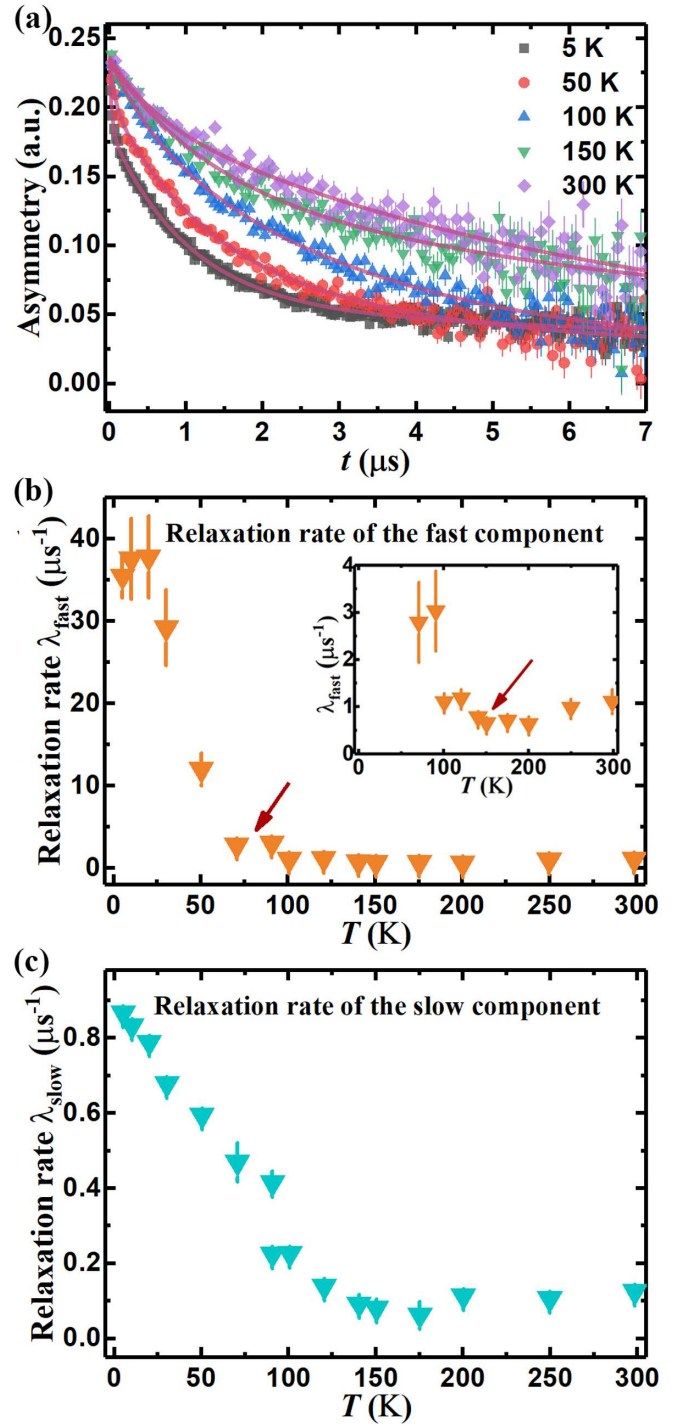 (a)
0.25
0.20
0.15
0.10
0.05
0.00
Asymmetry (a.u.)
5 K
50 K
100 K
150 K
300 K
0 1 2 3 4 5 6 7
t (μs)
(b)
Relaxation rate of the fast component
40
30
20
10
0
Relaxation rate λfast (μs-1)
4
3
2
1
0
λfast (μs-1)
0 100 200 300
T (K)
0 50 100 150 200 250 300
T (K)
(c)
Relaxation rate of the slow component
0.8
0.6
0.4
0.2
0.0
Relaxation rate λslow (μs-1)
0 50 100 150 200 250 300
T (K)